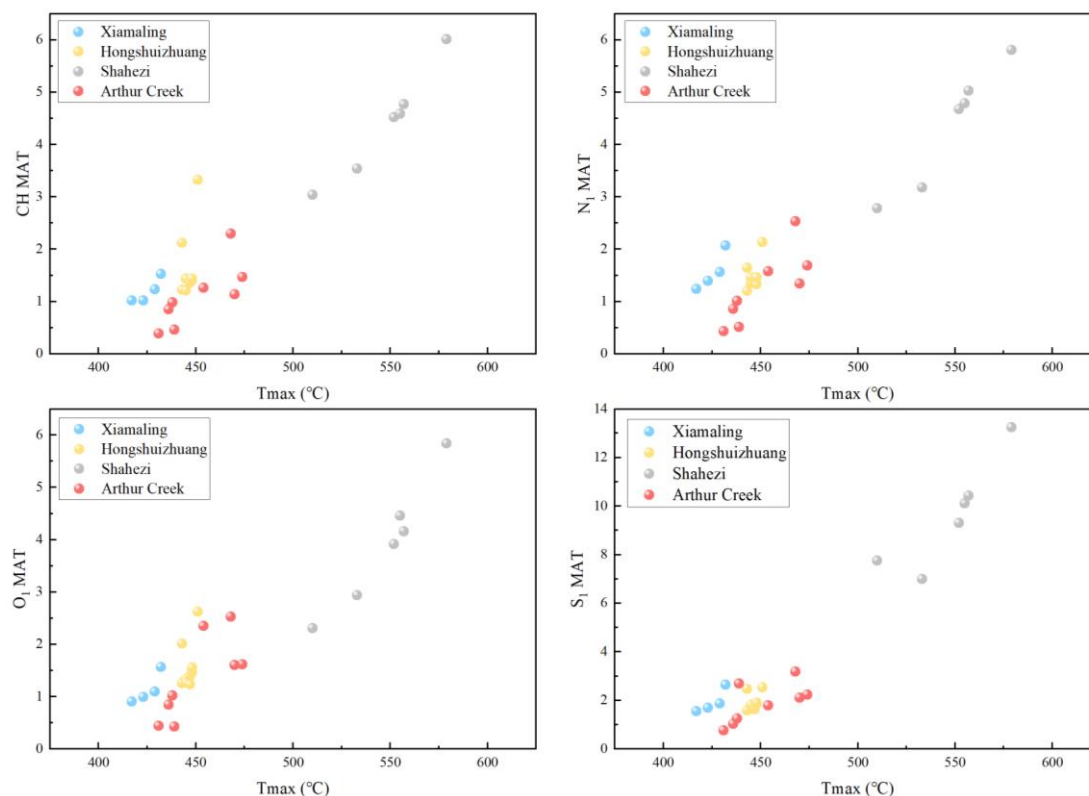 Xiamaling
Hongshuizhuang
Shahezi
Arthur Creek
6
5
4
3
2
1
0
CH MAT
400 450 500 550 600
Tmax (℃)
Xiamaling
Hongshuizhuang
Shahezi
Arthur Creek
6
5
4
3
2
1
0
N₁ MAT
400 450 500 550 600
Tmax (℃)
Xiamaling
Hongshuizhuang
Shahezi
Arthur Creek
6
5
4
3
2
1
0
O₁ MAT
400 450 500 550 600
Tmax (℃)
Xiamaling
Hongshuizhuang
Shahezi
Arthur Creek
14
12
10
8
6
4
2
0
S₁ MAT
400 450 500 550 600
Tmax (℃)